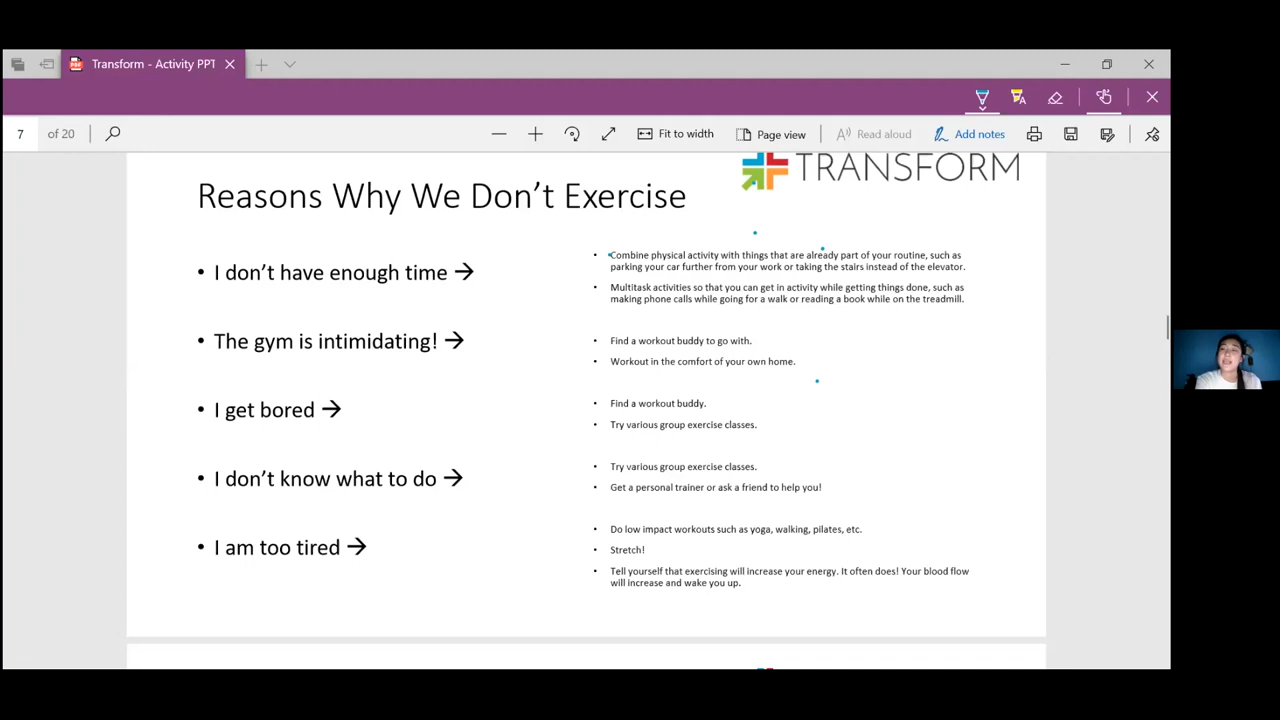 Transform - Activity PPT
7 of 20
Fit to width
Page view
Read aloud
Add notes
TRANSFORM
Reasons Why We Don't Exercise
• I don't have enough time →
• Combine physical activity with things that are already part of your routine, such as
parking your car further from your work or taking the stairs instead of the elevator.
• Multitask activities so that you can get in activity while getting things done, such as
making phone calls while going for a walk or reading a book while on the treadmill.
• The gym is intimidating! →
• Find a workout buddy to go with.
• Workout in the comfort of your own home.
• I get bored →
• Find a workout buddy.
• Try various group exercise classes.
• I don't know what to do →
• Try various group exercise classes.
• Get a personal trainer or ask a friend to help you!
• I am too tired →
• Do low impact workouts such as yoga, walking, pilates, etc.
• Stretch!
• Tell yourself that exercising will increase your energy. It often does! Your blood flow
will increase and wake you up.